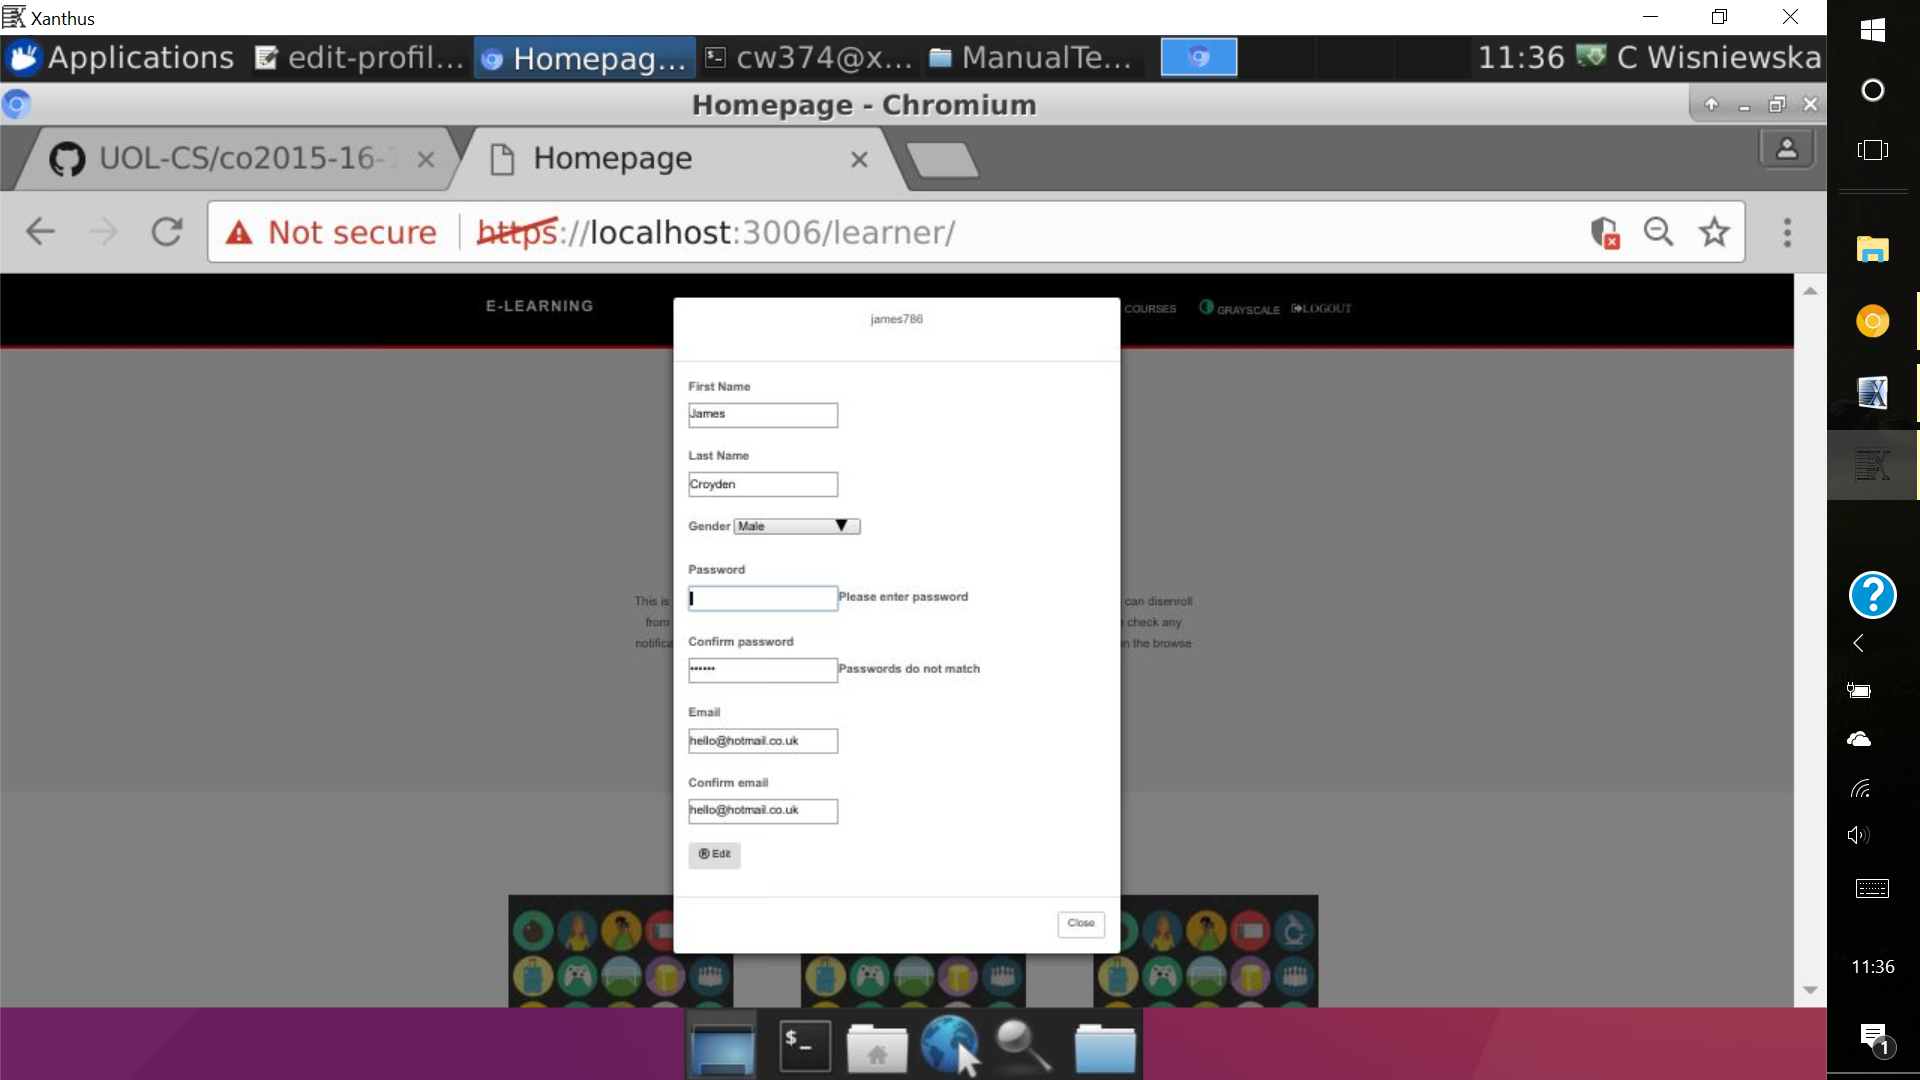 Xanthus
Applications edit-profil... Homepag... cw374@x... ManualTe... 11:36 C Wisniewska
Homepage - Chromium
UOL-CS/co2015-16- Homepage
Not secure https://localhost:3006/learner/
E-LEARNING COURSES GRAYSCALE LOGOUT
james786
First Name
James
Last Name
Croyden
Gender Male
Password
Please enter password
This is can disenroll
from check any
notifica n the browse
Confirm password
•••••• Passwords do not match
Email
hello@hotmail.co.uk
Confirm email
hello@hotmail.co.uk
® Edit
Close
$_
11:36
1